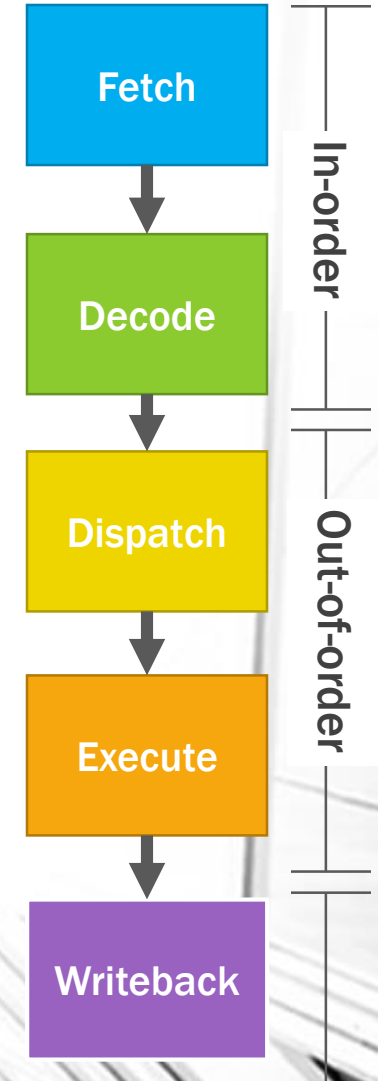 Fetch
In-order
Decode
Dispatch
Out-of-order
Execute
Writeback